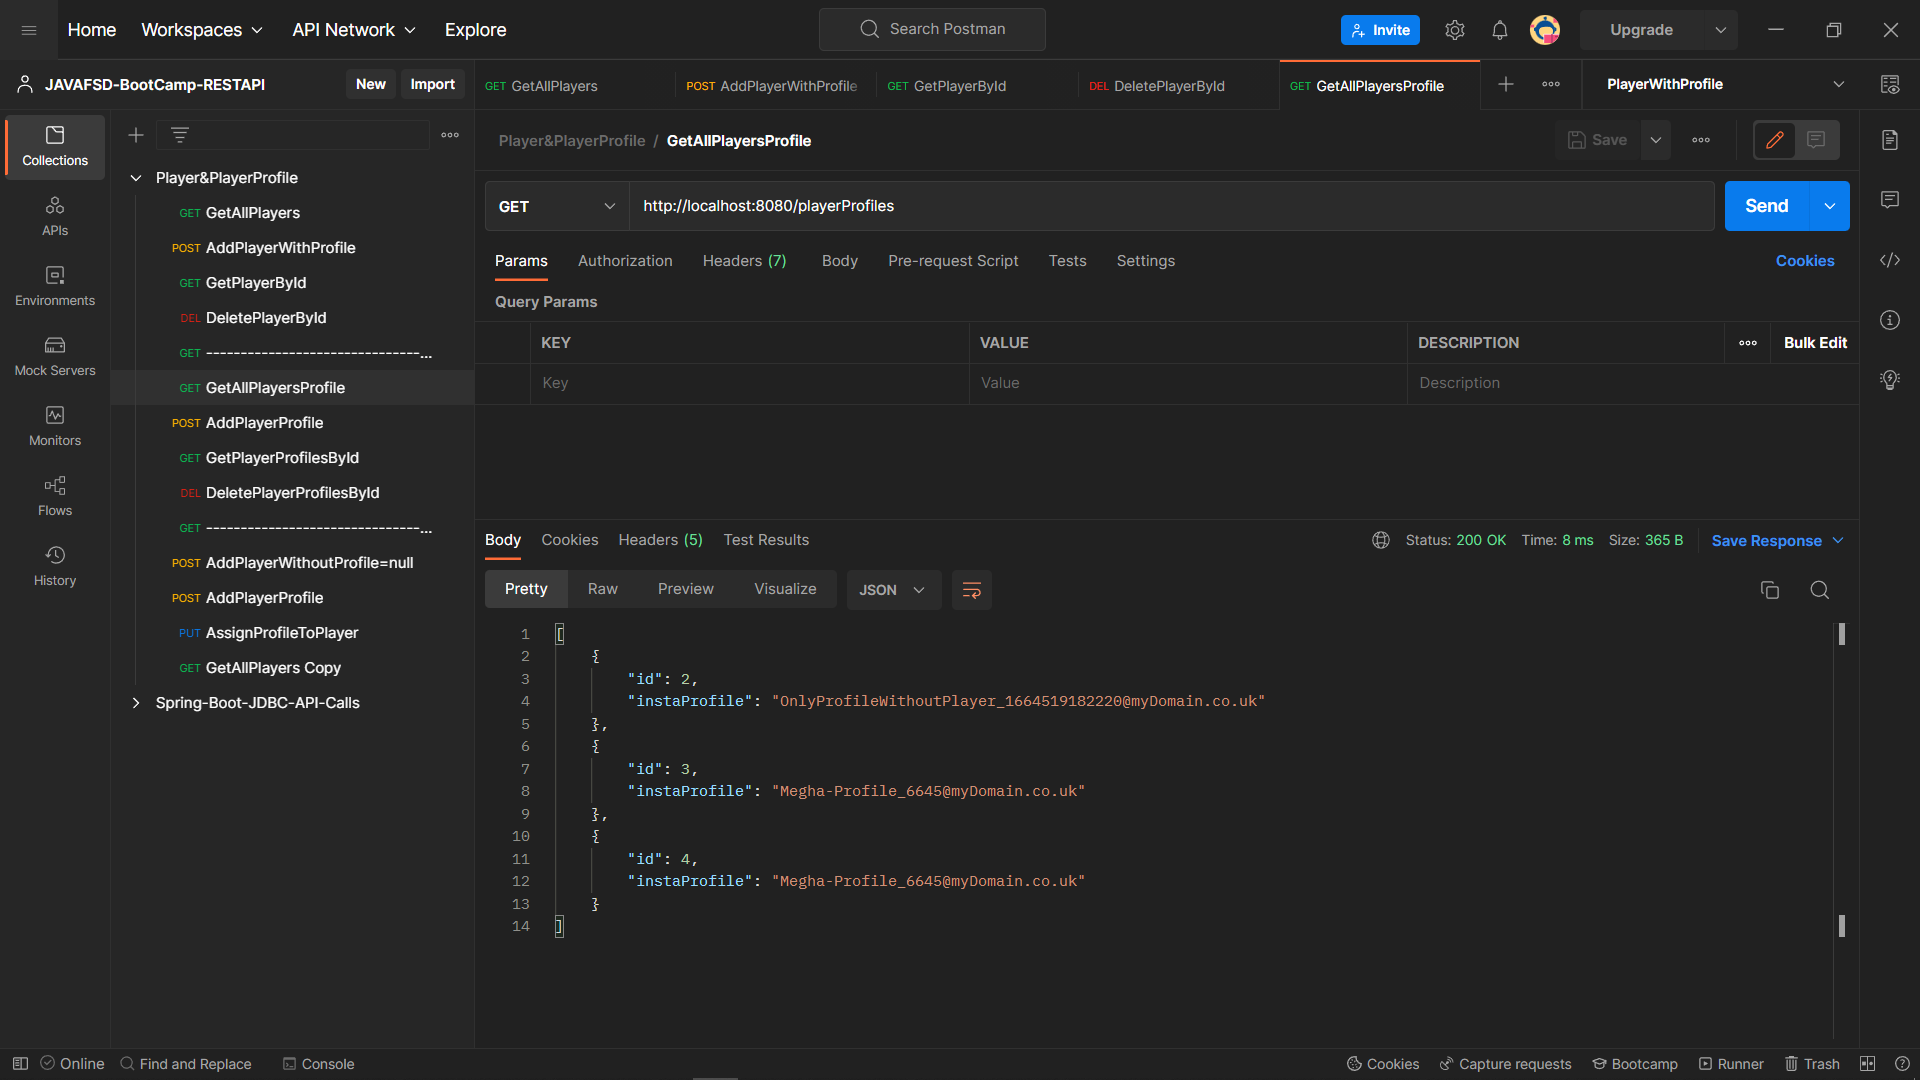 Home Workspaces API Network Explore Search Postman Invite Upgrade
JAVAFSD-BootCamp-RESTAPI New Import
GET GetAllPlayers POST AddPlayerWithProfile GET GetPlayerById DEL DeletePlayerById GET GetAllPlayersProfile PlayerWithProfile
Collections
APIs
Environments
Mock Servers
Monitors
Flows
History
Player&PlayerProfile
GET GetAllPlayers
POST AddPlayerWithProfile
GET GetPlayerById
DEL DeletePlayerById
GET -------------------------------...
GET GetAllPlayersProfile
POST AddPlayerProfile
GET GetPlayerProfilesById
DEL DeletePlayerProfilesById
GET -------------------------------...
POST AddPlayerWithoutProfile=null
POST AddPlayerProfile
PUT AssignProfileToPlayer
GET GetAllPlayers Copy
Spring-Boot-JDBC-API-Calls
Player&PlayerProfile / GetAllPlayersProfile Save
GET http://localhost:8080/playerProfiles Send
Params Authorization Headers (7) Body Pre-request Script Tests Settings Cookies
Query Params
KEY VALUE DESCRIPTION Bulk Edit
Key Value Description
Body Cookies Headers (5) Test Results Status: 200 OK Time: 8 ms Size: 365 B Save Response
Pretty Raw Preview Visualize JSON
1 [
2 {
3 "id": 2,
4 "instaProfile": "OnlyProfileWithoutPlayer_1664519182220@myDomain.co.uk"
5 },
6 {
7 "id": 3,
8 "instaProfile": "Megha-Profile_6645@myDomain.co.uk"
9 },
10 {
11 "id": 4,
12 "instaProfile": "Megha-Profile_6645@myDomain.co.uk"
13 }
14 ]
Online Find and Replace Console Cookies Capture requests Bootcamp Runner Trash